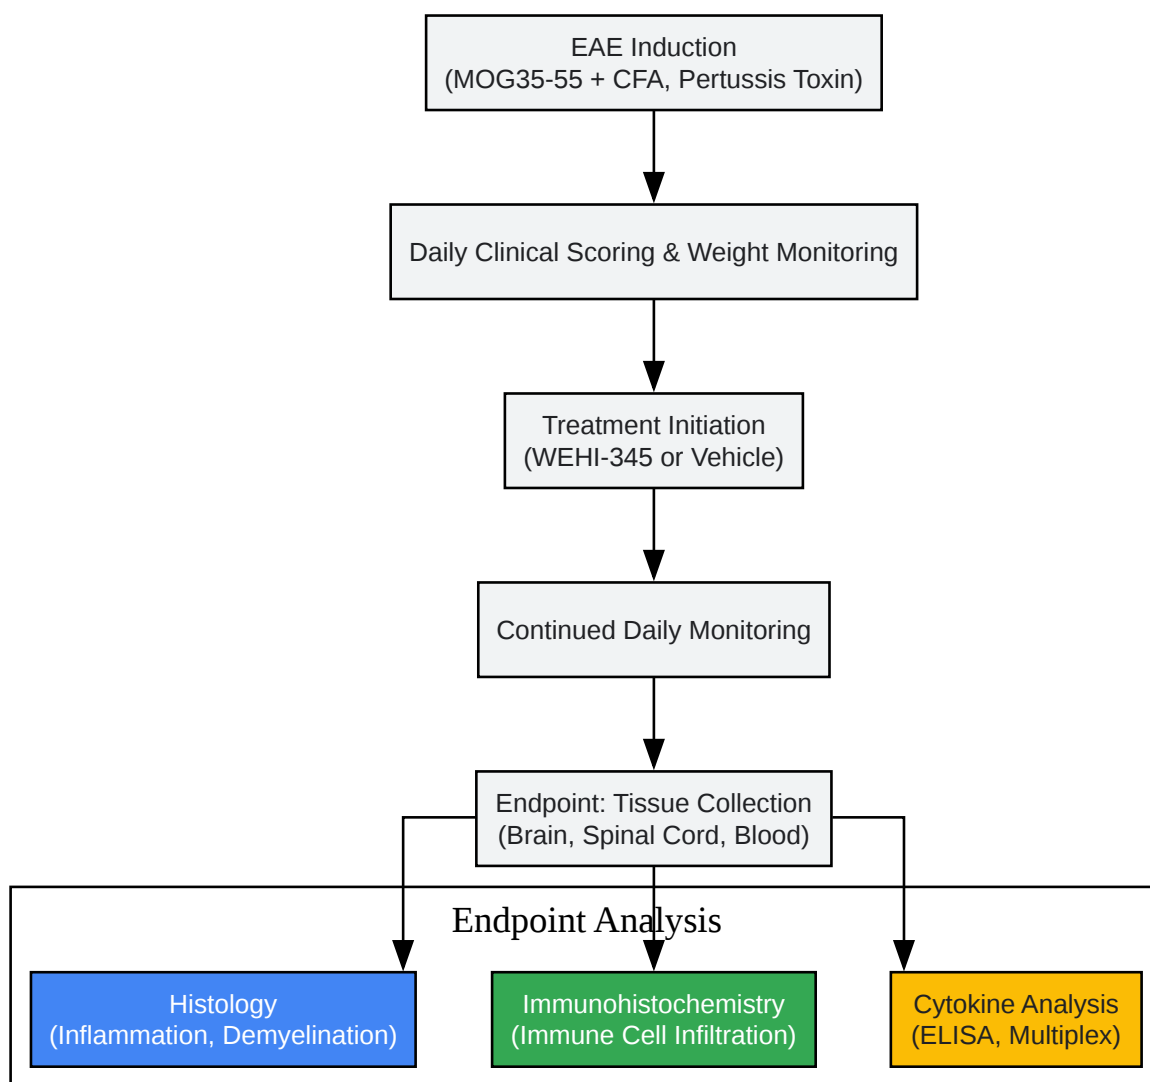 EAE Induction
(MOG35-55 + CFA, Pertussis Toxin)
Daily Clinical Scoring & Weight Monitoring
Treatment Initiation
(WEHI-345 or Vehicle)
Continued Daily Monitoring
Endpoint: Tissue Collection
(Brain, Spinal Cord, Blood)
Endpoint Analysis
Histology
(Inflammation, Demyelination)
Immunohistochemistry
(Immune Cell Infiltration)
Cytokine Analysis
(ELISA, Multiplex)